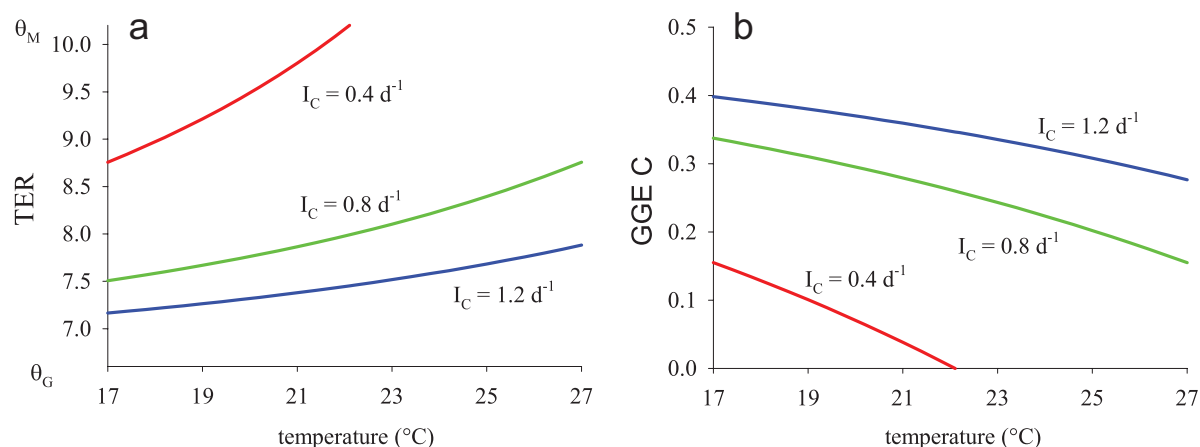 a
θM
10.0
9.5
9.0
8.5
8.0
7.5
7.0
θG
TER
IC = 0.4 d-1
IC = 0.8 d-1
IC = 1.2 d-1
17 19 21 23 25 27
temperature (°C)
b
0.5
0.4
0.3
0.2
0.1
0.0
GGE C
IC = 1.2 d-1
IC = 0.8 d-1
IC = 0.4 d-1
17 19 21 23 25 27
temperature (°C)